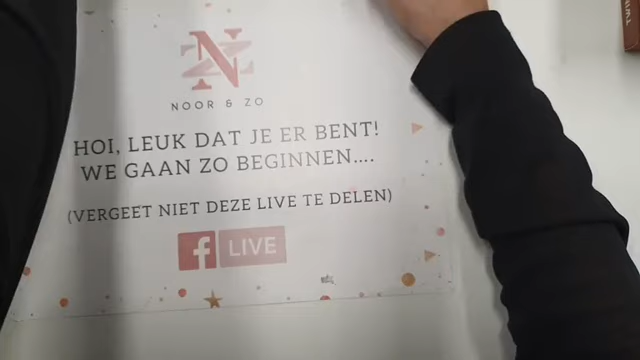 NZ
NOOR & ZO
HOI, LEUK DAT JE ER BENT!
WE GAAN ZO BEGINNEN....
(VERGEET NIET DEZE LIVE TE DELEN)
f LIVE